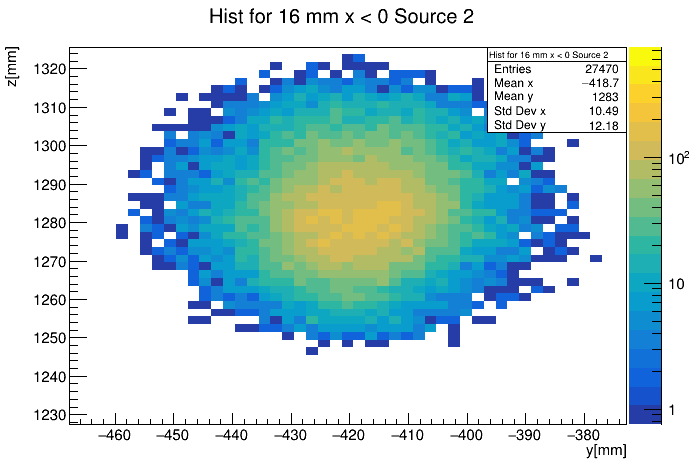 Hist for 16 mm x < 0 Source 2
z[mm]
1320
1310
1300
1290
1280
1270
1260
1250
1240
1230
Hist for 16 mm x < 0 Source 2
Entries 27470
Mean x −418.7
Mean y 1283
Std Dev x 10.49
Std Dev y 12.18
10²
10
1
−460 −450 −440 −430 −420 −410 −400 −390 −380
y[mm]